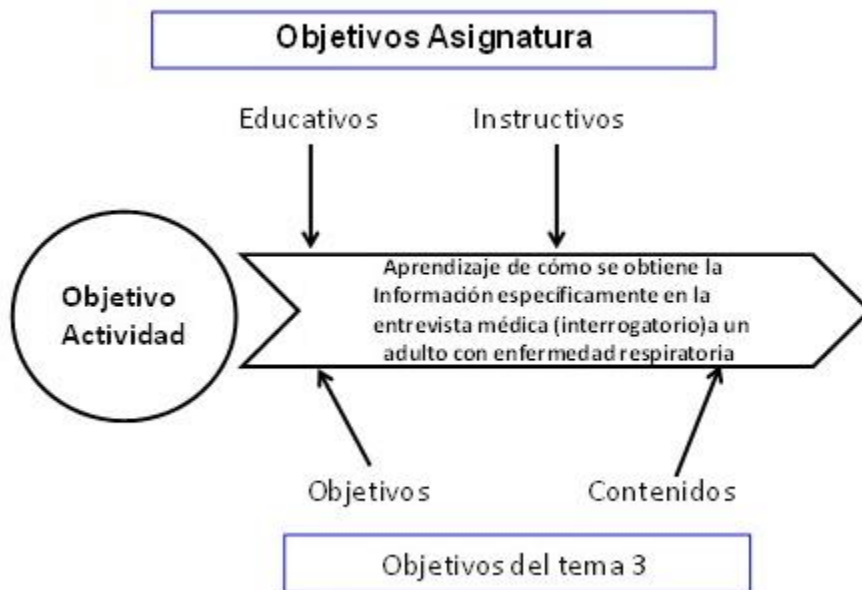 Objetivos Asignatura
Educativos Instructivos
Objetivo
Actividad
Aprendizaje de cómo se obtiene la
Información específicamente en la
entrevista médica (interrogatorio)a un
adulto con enfermedad respiratoria
Objetivos Contenidos
Objetivos del tema 3